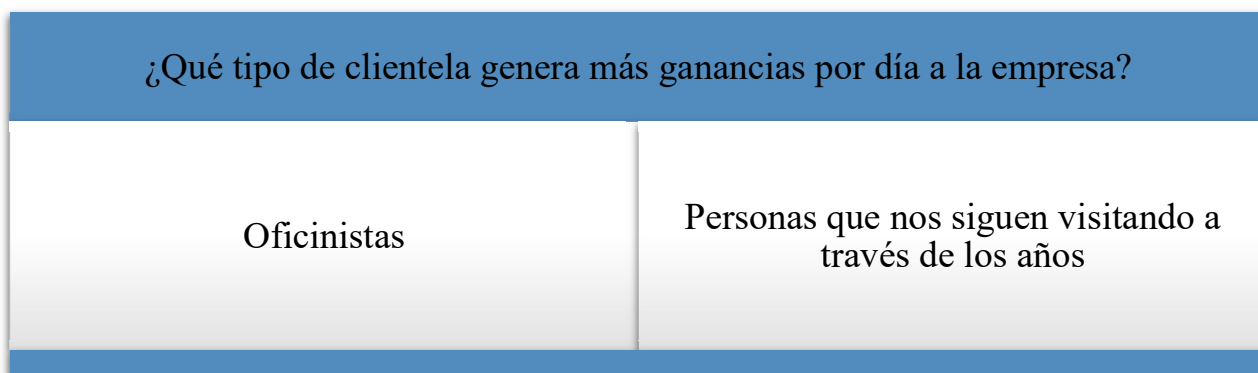 ¿Qué tipo de clientela genera más ganancias por día a la empresa?
Oficinistas
Personas que nos siguen visitando a
través de los años